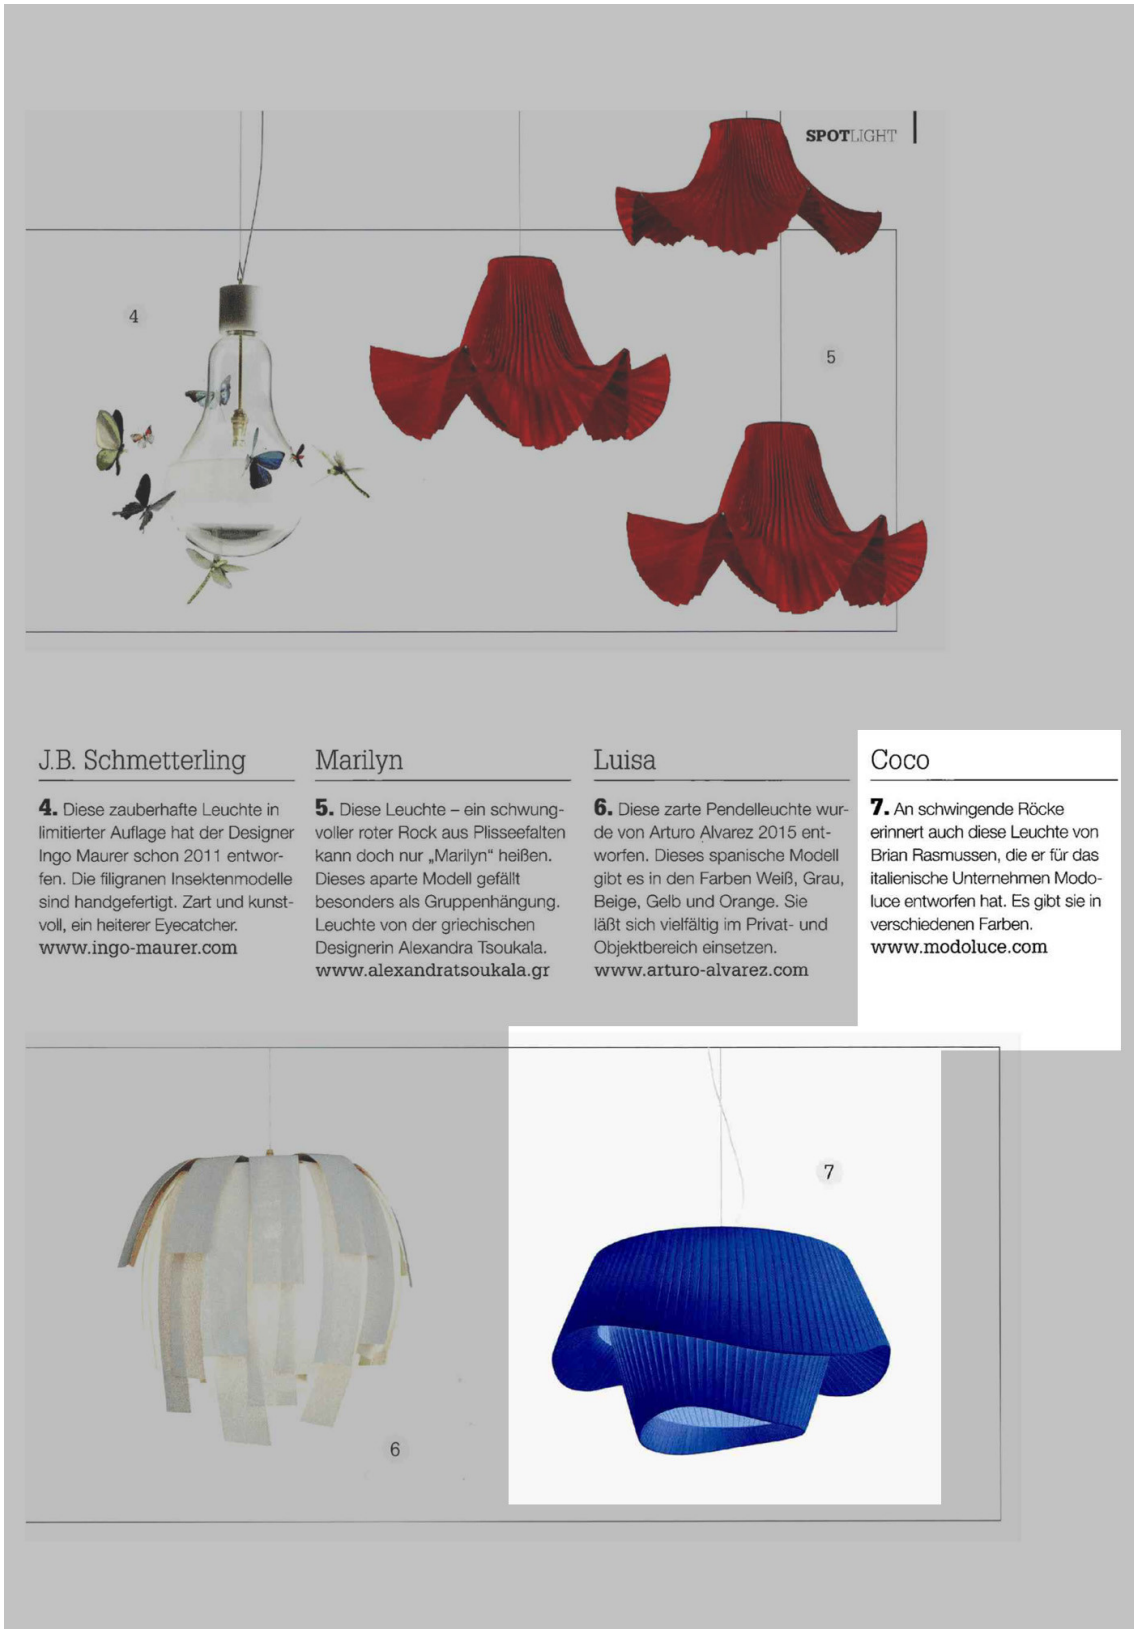 SPOTLIGHT
4
5
J.B. Schmetterling
4. Diese zauberhafte Leuchte in
limitierter Auflage hat der Designer
Ingo Maurer schon 2011 entwor-
fen. Die filigranen Insektenmodelle
sind handgefertigt. Zart und kunst-
voll, ein heiterer Eyecatcher.
www.ingo-maurer.com
Marilyn
5. Diese Leuchte – ein schwung-
voller roter Rock aus Plisseefalten
kann doch nur „Marilyn“ heißen.
Dieses aparte Modell gefällt
besonders als Gruppenhängung.
Leuchte von der griechischen
Designerin Alexandra Tsoukala.
www.alexandratsoukala.gr
Luisa
6. Diese zarte Pendelleuchte wur-
de von Arturo Alvarez 2015 ent-
worfen. Dieses spanische Modell
gibt es in den Farben Weiß, Grau,
Beige, Gelb und Orange. Sie
läßt sich vielfältig im Privat- und
Objektbereich einsetzen.
www.arturo-alvarez.com
Coco
7. An schwingende Röcke
erinnert auch diese Leuchte von
Brian Rasmussen, die er für das
italienische Unternehmen Modo-
luce entworfen hat. Es gibt sie in
verschiedenen Farben.
www.modoluce.com
7
6